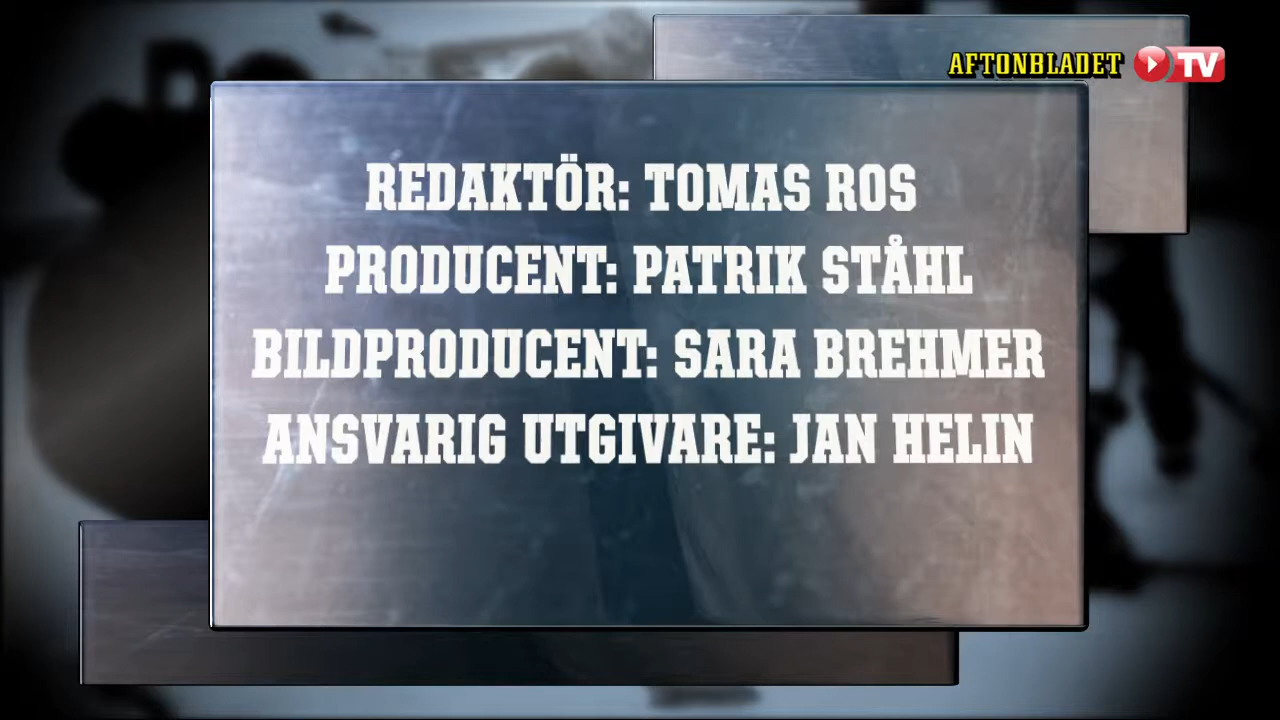 AFTONBLADET TV
REDAKTÖR: TOMAS ROS
PRODUCENT: PATRIK STÅHL
BILDPRODUCENT: SARA BREHMER
ANSVARIG UTGIVARE: JAN HELIN